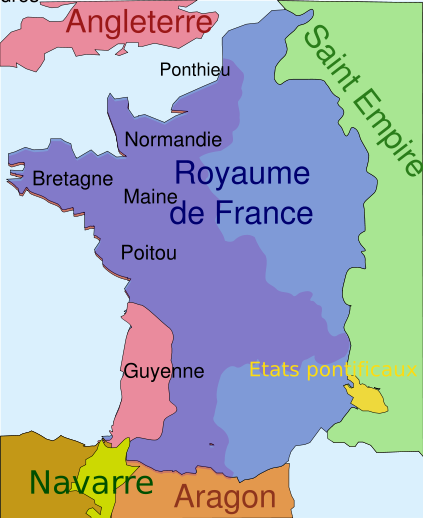 Angleterre
Ponthieu
Saint Empire
Normandie
Bretagne
Maine
Royaume
de France
Poitou
Guyenne
Etats pontificaux
Navarre
Aragon